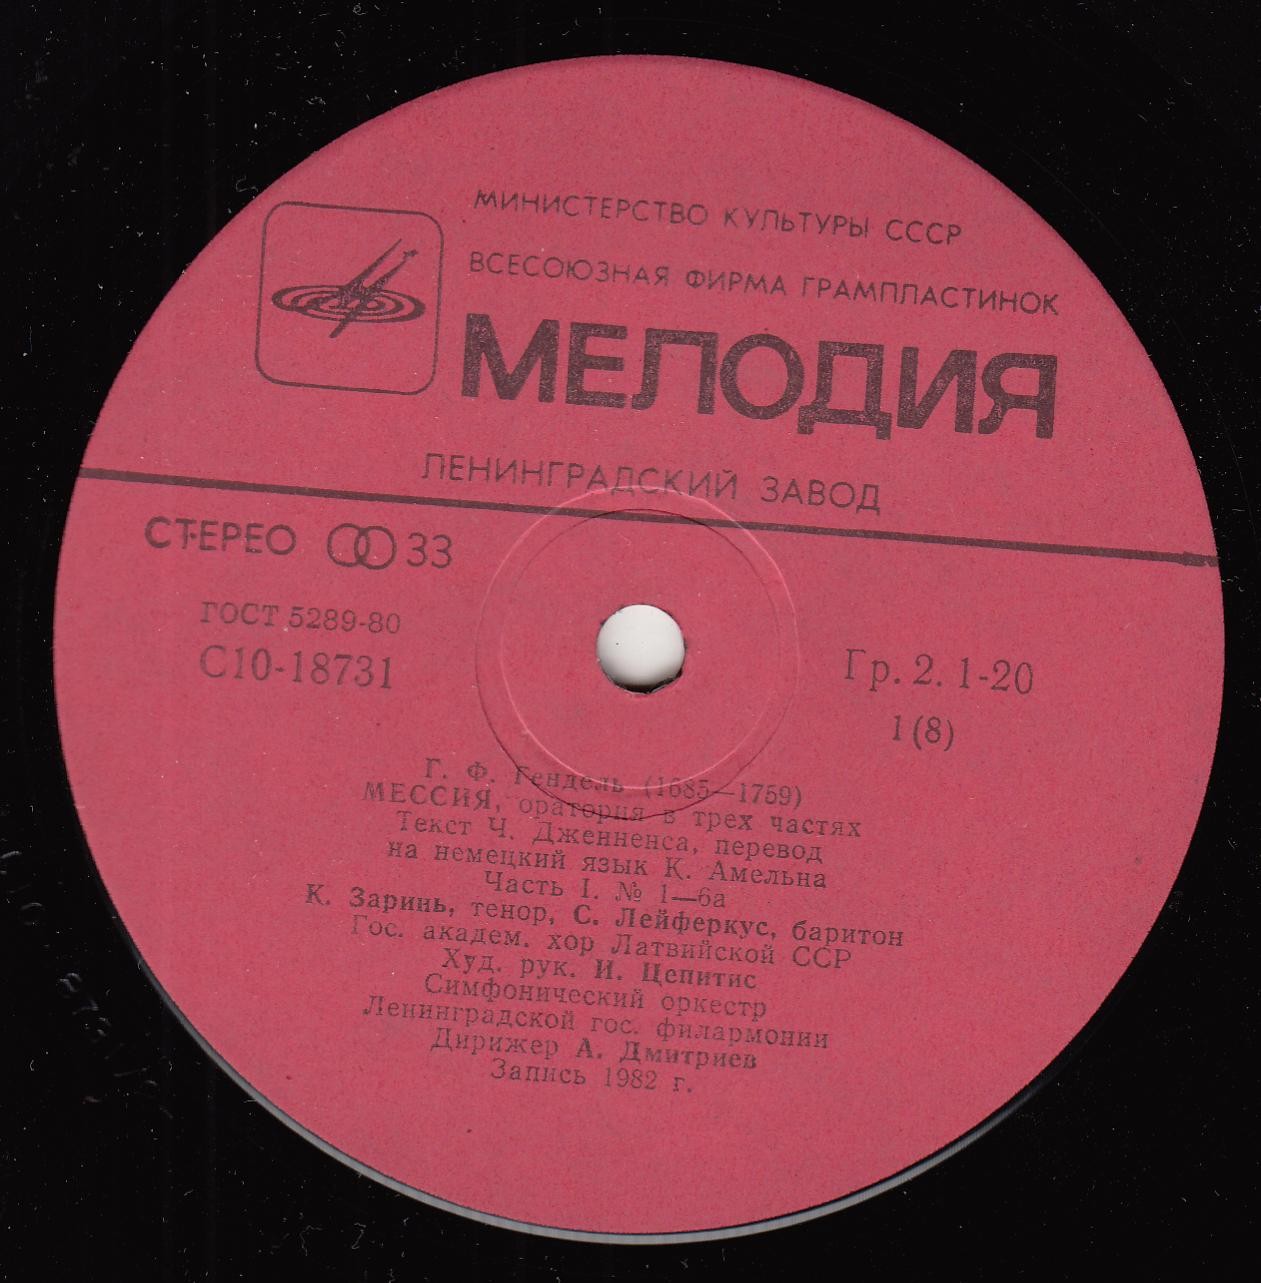 МИНИСТЕРСТВО КУЛЬТУРЫ СССР
ВСЕСОЮЗНАЯ ФИРМА ГРАМПЛАСТИНОК
МЕЛОДИЯ
ЛЕНИНГРАДСКИЙ ЗАВОД
СТЕРЕО 33
ГОСТ 5289-80
С10-18731
Гр. 2. 1-20
1 (8)
Г. Ф. Гендель (1685—1759)
МЕССИЯ, оратория в трех частях
Текст Ч. Дженненса, перевод
на немецкий язык К. Амельна
Часть I. № 1—6а
К. Заринь, тенор, С. Лейферкус, баритон
Гос. академ. хор Латвийской ССР
Худ. рук. И. Цепитис
Симфонический оркестр
Ленинградской гос. филармонии
Дирижер А. Дмитриев
Запись 1982 г.